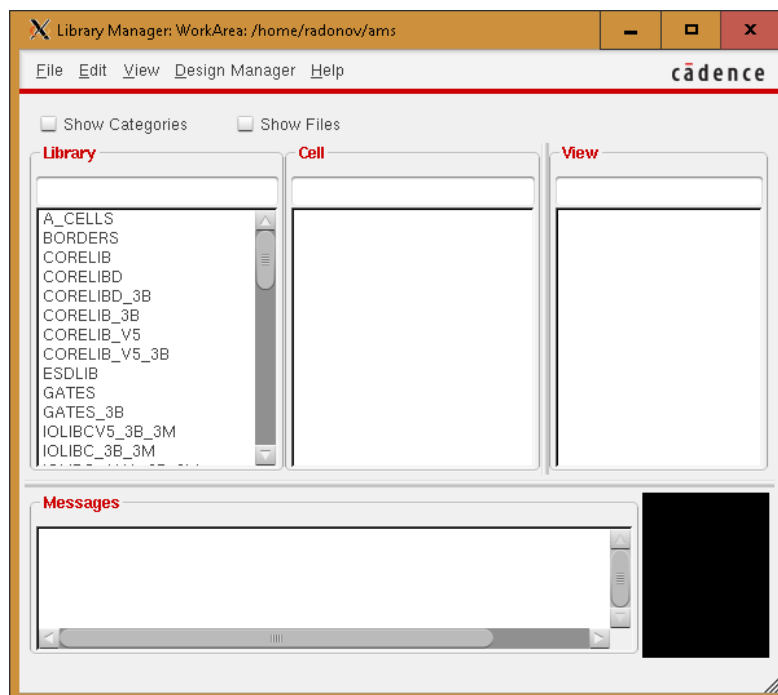 Library Manager: WorkArea: /home/radonov/ams
File Edit View Design Manager Help
cādence
Show Categories Show Files
Library
Cell
View
A_CELLS
BORDERS
CORELIB
CORELIBD
CORELIBD_3B
CORELIB_3B
CORELIB_V5
CORELIB_V5_3B
ESDLIB
GATES
GATES_3B
IOLIBCV5_3B_3M
IOLIBC_3B_3M
Messages